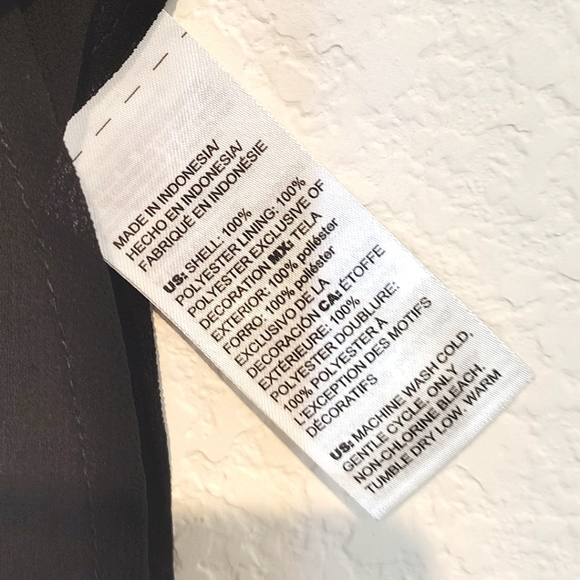 MADE IN INDONESIA/
HECHO EN INDONESIA/
FABRIQUÉ EN INDONÉSIE
US: SHELL: 100%
POLYESTER LINING: 100%
POLYESTER EXCLUSIVE OF
DECORATION MX: TELA
EXTERIOR: 100% poliéster
FORRO: 100% poliéster
EXCLUSIVO DE LA
DECORACIÓN CA: ÉTOFFE
EXTÉRIEURE: 100%
POLYESTER DOUBLURE:
100% POLYESTER À
L'EXCEPTION DES MOTIFS
DÉCORATIFS
US: MACHINE WASH COLD,
GENTLE CYCLE. ONLY
NON-CHLORINE BLEACH.
TUMBLE DRY LOW. WARM